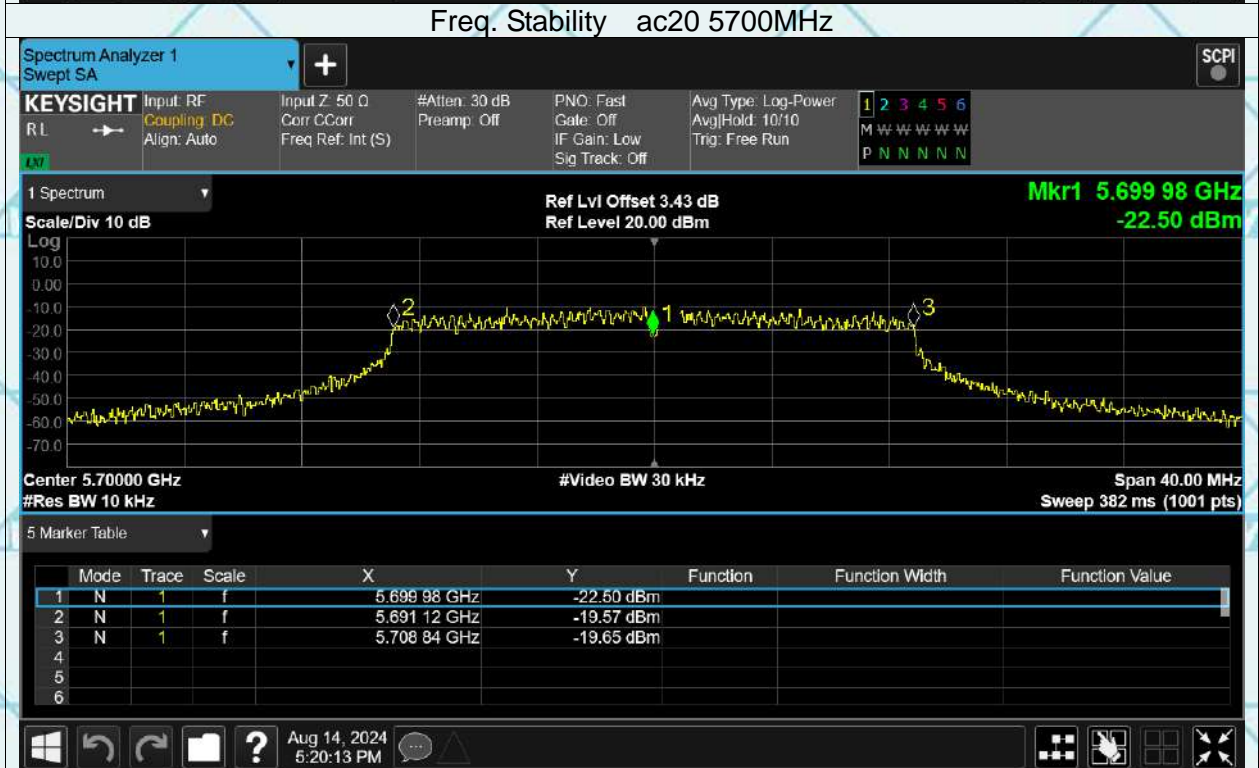 Freq. Stability ac20 5700MHz
Spectrum Analyzer 1
Swept SA
+
SCPI
KEYSIGHT Input: RF Input Z: 50 Ω #Atten: 30 dB PNO: Fast Avg Type: Log-Power 1 2 3 4 5 6
RL Coupling: DC Corr CCorr Preamp: Off Gate: Off Avg|Hold: 10/10 M W W W W W
Align: Auto Freq Ref: Int (S) IF Gain: Low Trig: Free Run P N N N N N
LXI Sig Track: Off
1 Spectrum Ref Lvl Offset 3.43 dB Mkr1 5.699 98 GHz
Scale/Div 10 dB Ref Level 20.00 dBm -22.50 dBm
Log
10.0
0.00
-10.0
2 1 3
-20.0
-30.0
-40.0
-50.0
-60.0
-70.0
Center 5.70000 GHz #Video BW 30 kHz Span 40.00 MHz
#Res BW 10 kHz Sweep 382 ms (1001 pts)
5 Marker Table
Mode Trace Scale X Y Function Function Width Function Value
1 N 1 f 5.699 98 GHz -22.50 dBm
2 N 1 f 5.691 12 GHz -19.57 dBm
3 N 1 f 5.708 84 GHz -19.65 dBm
4
5
6
? Aug 14, 2024
5:20:13 PM